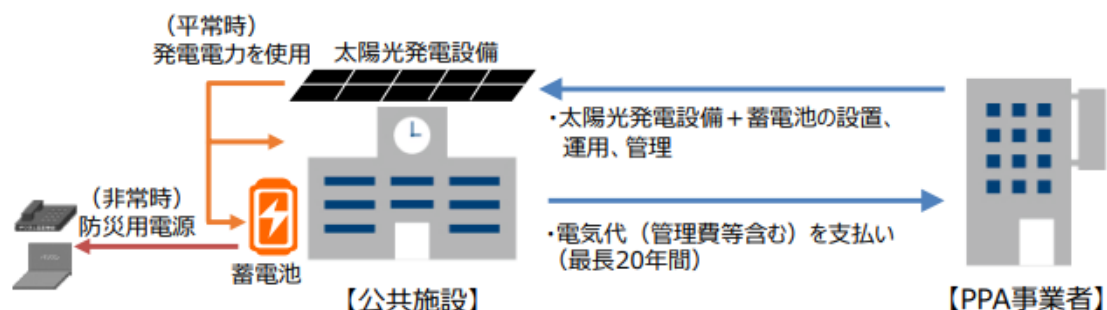 （平常時）
発電電力を使用
太陽光発電設備
・太陽光発電設備＋蓄電池の設置、
運用、管理
（非常時）
防災用電源
・電気代（管理費等含む）を支払い
（最長20年間）
蓄電池
【公共施設】
【PPA事業者】